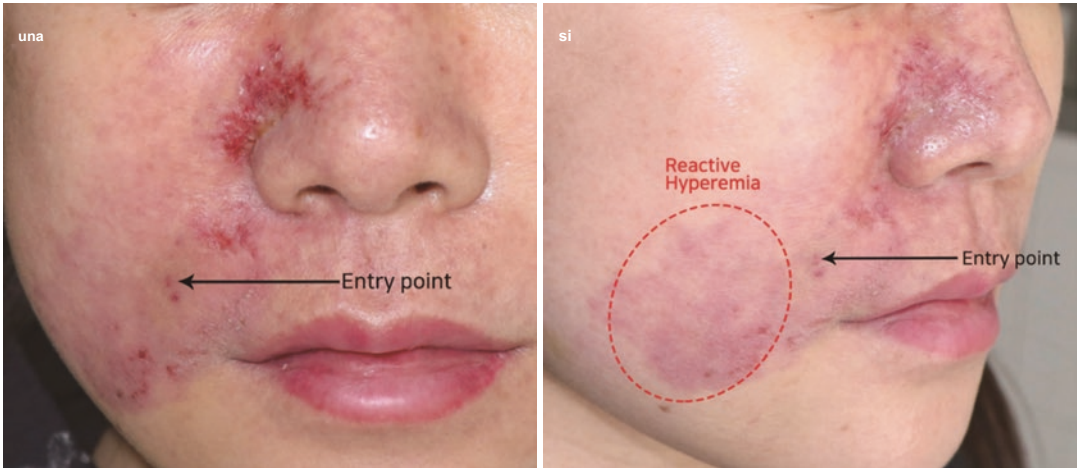 una
Entry point
si
Reactive
Hyperemia
Entry point